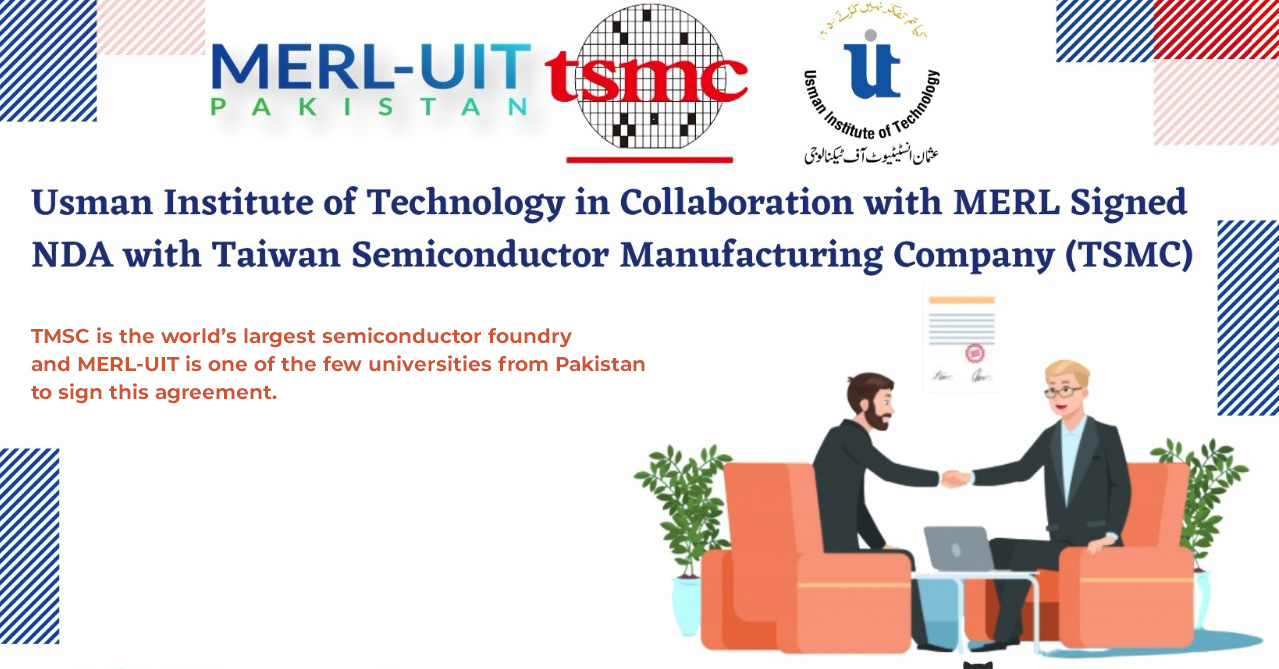 MERL-UIT
PAKISTAN
tsmc
ut
Usman Institute of Technology
عثمان انسٹیٹیوٹ آف ٹیکنالوجی
Usman Institute of Technology in Collaboration with MERL Signed
NDA with Taiwan Semiconductor Manufacturing Company (TSMC)
TMSC is the world’s largest semiconductor foundry
and MERL-UIT is one of the few universities from Pakistan
to sign this agreement.